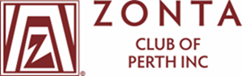 ZONTA
CLUB OF
PERTH INC
®